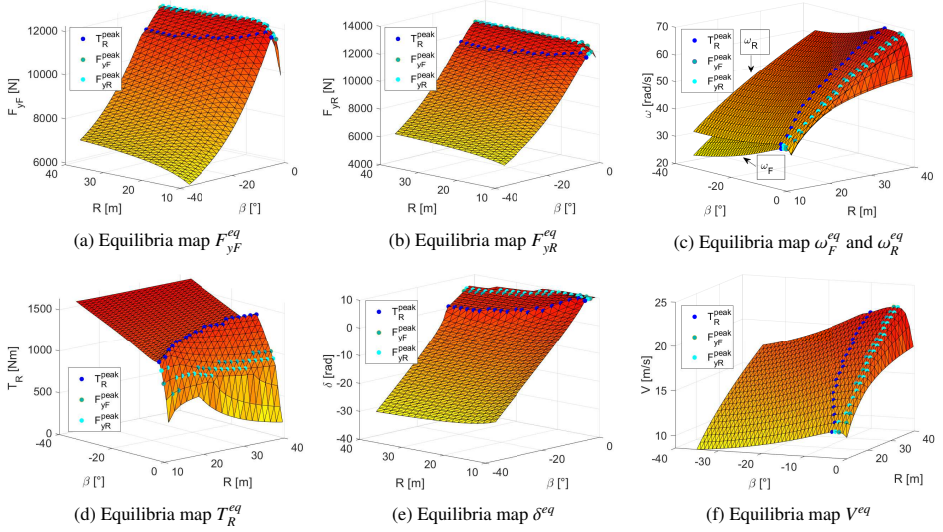 12000
10000
8000
6000
F_yF [N]
T_R^peak
F_yF^peak
F_yR^peak
40
30
20
10
-40
-20
0
R [m]
β [°]
(a) Equilibria map F_yF^eq
14000
12000
10000
8000
6000
4000
F_yR [N]
T_R^peak
F_yF^peak
F_yR^peak
40
30
20
10
-40
-20
0
R [m]
β [°]
(b) Equilibria map F_yR^eq
70
60
50
40
30
20
ω [rad/s]
T_R^peak
F_yF^peak
F_yR^peak
ω_R
ω_F
-40
-20
0
10
20
30
40
β [°]
R [m]
(c) Equilibria map ω_F^eq and ω_R^eq
1500
1000
500
0
T_R [Nm]
T_R^peak
F_yF^peak
F_yR^peak
-40
-20
0
10
20
30
40
β [°]
R [m]
(d) Equilibria map T_R^eq
10
0
-10
-20
-30
-40
δ [rad]
T_R^peak
F_yF^peak
F_yR^peak
40
30
20
10
-40
-20
0
R [m]
β [°]
(e) Equilibria map δ^eq
25
20
15
10
V [m/s]
T_R^peak
F_yF^peak
F_yR^peak
-40
-30
-20
-10
0
10
20
30
40
β [°]
R [m]
(f) Equilibria map V^eq